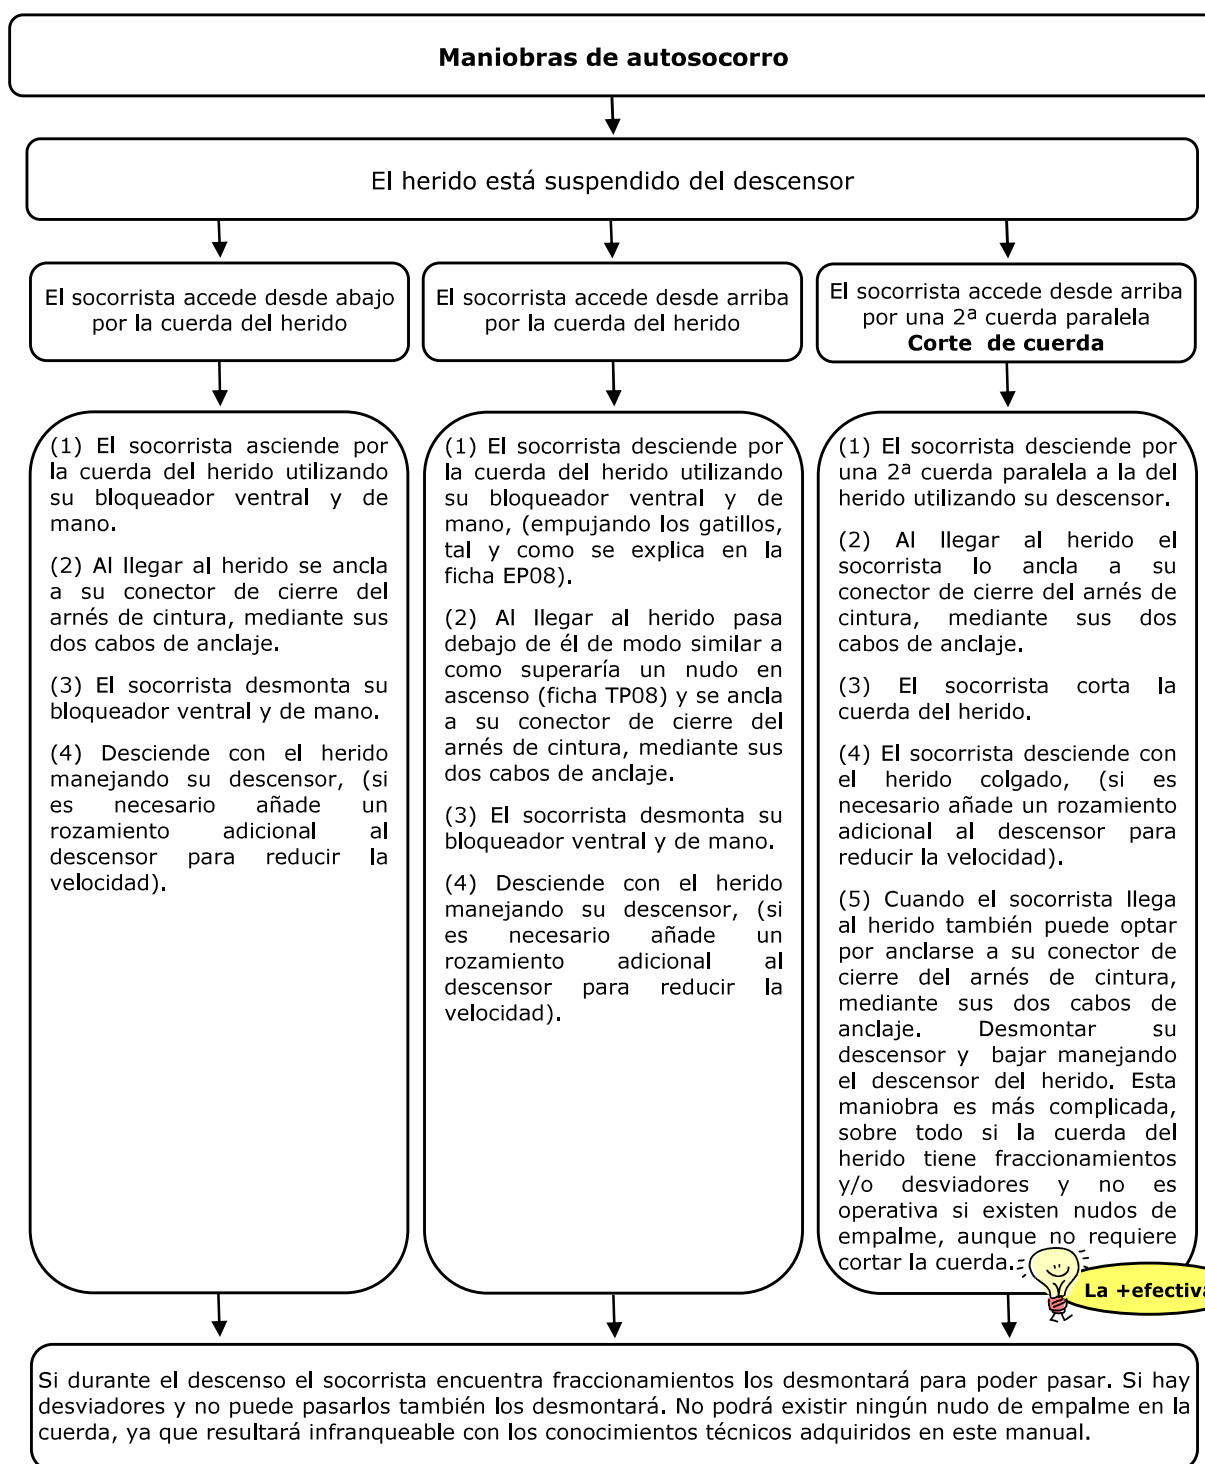 Maniobras de autosocorro
El herido está suspendido del descensor
El socorrista accede desde abajo
por la cuerda del herido
El socorrista accede desde arriba
por la cuerda del herido
El socorrista accede desde arriba
por una 2ª cuerda paralela
Corte de cuerda
(1) El socorrista asciende por
la cuerda del herido utilizando
su bloqueador ventral y de
mano.
(2) Al llegar al herido se ancla
a su conector de cierre del
arnés de cintura, mediante sus
dos cabos de anclaje.
(3) El socorrista desmonta su
bloqueador ventral y de mano.
(4) Desciende con el herido
manejando su descensor, (si
es necesario añade un
rozamiento adicional al
descensor para reducir la
velocidad).
(1) El socorrista desciende por
la cuerda del herido utilizando
su bloqueador ventral y de
mano, (empujando los gatillos,
tal y como se explica en la
ficha EP08).
(2) Al llegar al herido pasa
debajo de él de modo similar a
como superaría un nudo en
ascenso (ficha TP08) y se ancla
a su conector de cierre del
arnés de cintura, mediante sus
dos cabos de anclaje.
(3) El socorrista desmonta su
bloqueador ventral y de mano.
(4) Desciende con el herido
manejando su descensor, (si
es necesario añade un
rozamiento adicional al
descensor para reducir la
velocidad).
(1) El socorrista desciende por
una 2ª cuerda paralela a la del
herido utilizando su descensor.
(2) Al llegar al herido el
socorrista lo ancla a su
conector de cierre del arnés de
cintura, mediante sus dos
cabos de anclaje.
(3) El socorrista corta la
cuerda del herido.
(4) El socorrista desciende con
el herido colgado, (si es
necesario añade un rozamiento
adicional al descensor para
reducir la velocidad).
(5) Cuando el socorrista llega
al herido también puede optar
por anclarse a su conector de
cierre del arnés de cintura,
mediante sus dos cabos de
anclaje. Desmontar su
descensor y bajar manejando
el descensor del herido. Esta
maniobra es más complicada,
sobre todo si la cuerda del
herido tiene fraccionamientos
y/o desviadores y no es
operativa si existen nudos de
empalme, aunque no requiere
cortar la cuerda.
La +efectiva
Si durante el descenso el socorrista encuentra fraccionamientos los desmontará para poder pasar. Si hay
desviadores y no puede pasarlos también los desmontará. No podrá existir ningún nudo de empalme en la
cuerda, ya que resultará infranqueable con los conocimientos técnicos adquiridos en este manual.